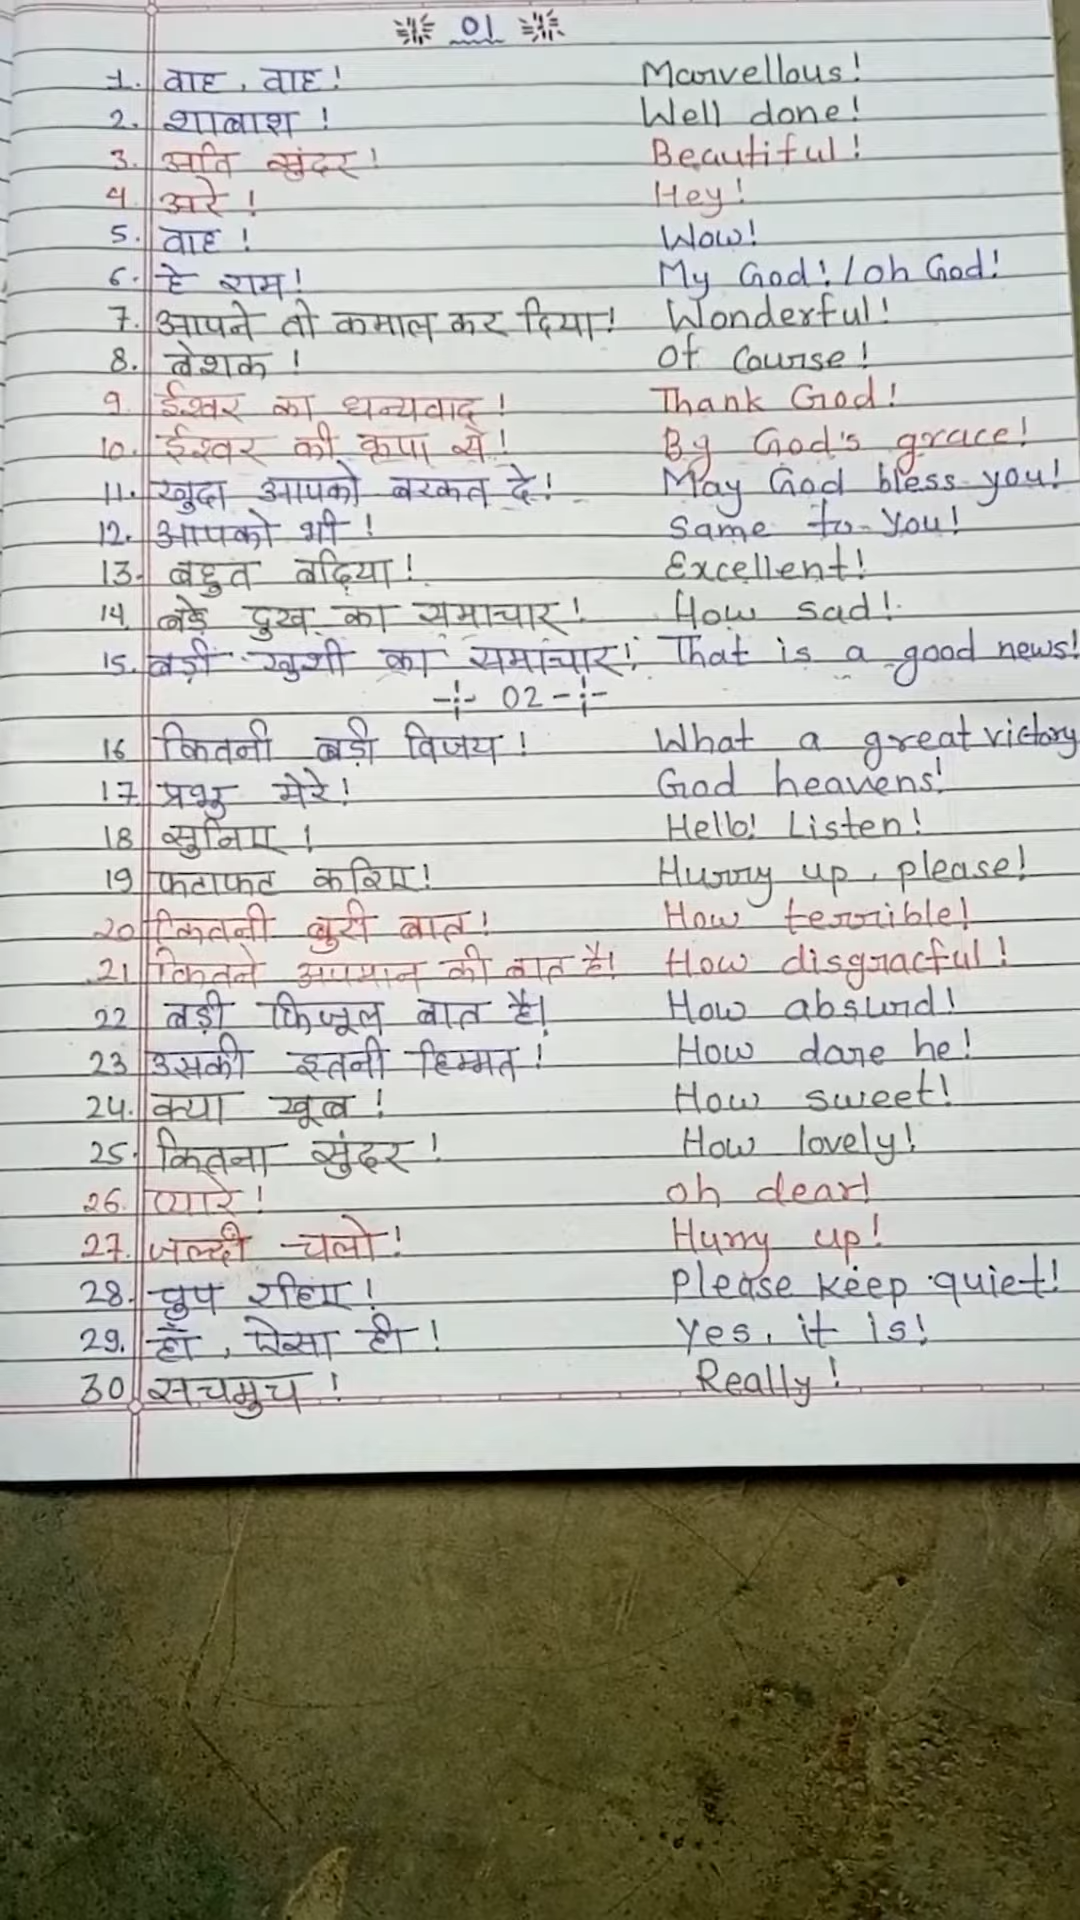 01
1. वाह, वाह! Marvellous!
2. शाबाश! Well done!
3. अति सुंदर! Beautiful!
4. अरे! Hey!
5. वाह! Wow!
6. हे राम! My God! / oh God!
7. आपने तो कमाल कर दिया! Wonderful!
8. बेशक! Of Course!
9. ईश्वर का धन्यवाद! Thank God!
10. ईश्वर की कृपा से! By God's grace!
11. खुदा आपको बरकत दे! May God bless you!
12. आपको भी! Same to you!
13. बहुत बढ़िया! Excellent!
14. बड़े दुख का समाचार! How sad!
15. बड़ी खुशी का समाचार! That is a good news!
02
16 कितनी बड़ी विजय! What a great victory
17 प्रभु मेरे! God heavens!
18 सुनिए! Hello! Listen!
19 फटाफट करिए! Hurry up, please!
20 कितनी बुरी बात! How terrible!
21 कितने अपमान की बात है! How disgracful!
22 बड़ी फिजूल बात है। How absurd!
23 उसकी इतनी हिम्मत! How dare he!
24. क्या खूब! How sweet!
25. कितना सुंदर! How lovely!
26. प्यारे! oh dear!
27. जल्दी चलो! Hurry up!
28. चुप रहिए! Please keep quiet!
29. हाँ, ऐसा ही! Yes, it is!
30 सचमुच! Really!